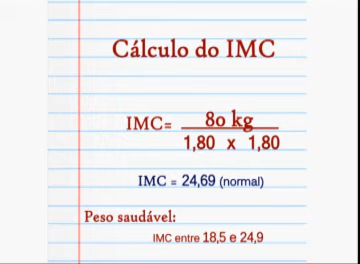 Cálculo do IMC
IMC= 80 kg
1,80 x 1,80
IMC = 24,69 (normal)
Peso saudável:
IMC entre 18,5 e 24,9